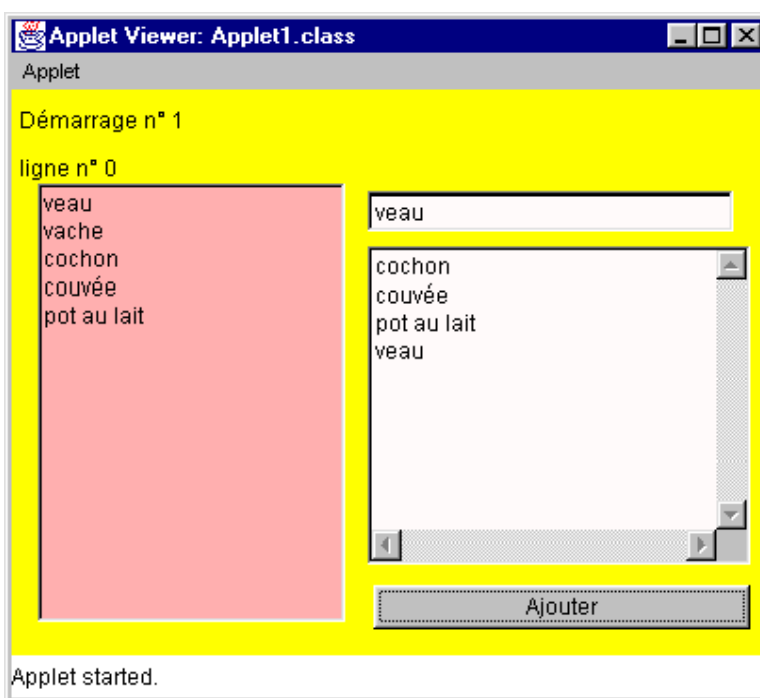 Applet Viewer: Applet1.class
Applet
Démarrage n° 1
ligne n° 0
veau
vache
cochon
couvée
pot au lait
veau
cochon
couvée
pot au lait
veau
Ajouter
Applet started.